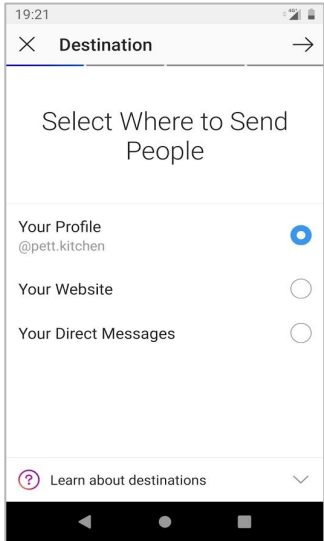 19:21
4G
Destination
Select Where to Send
People
Your Profile
@pett.kitchen
Your Website
Your Direct Messages
? Learn about destinations